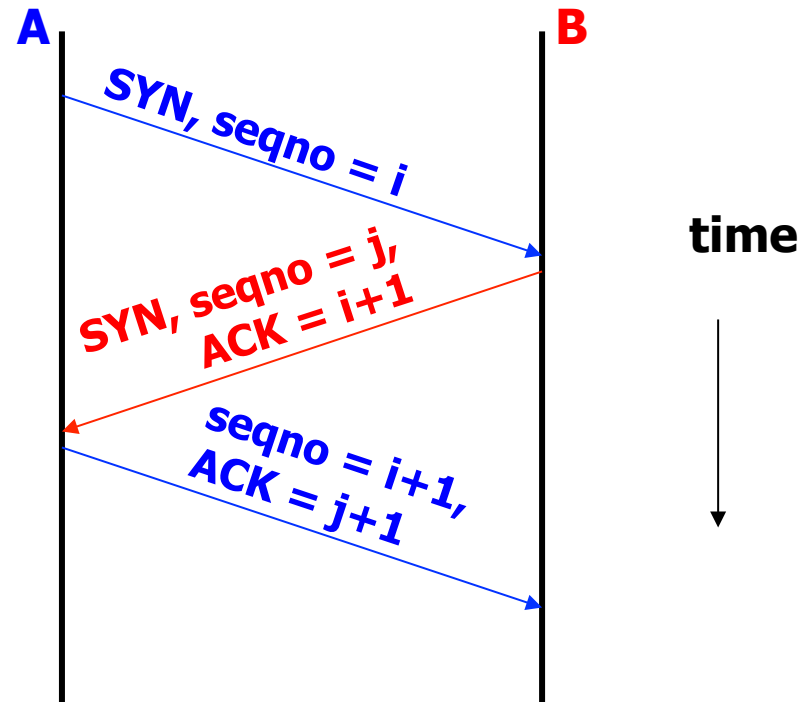 A
B
SYN, seqno = i
time
SYN, seqno = j,
ACK = i+1
seqno = i+1,
ACK = j+1